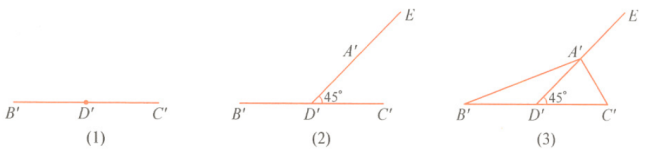 B′ D′ C′
(1)
E
A′
45°
B′ D′ C′
(2)
E
A′
45°
B′ D′ C′
(3)